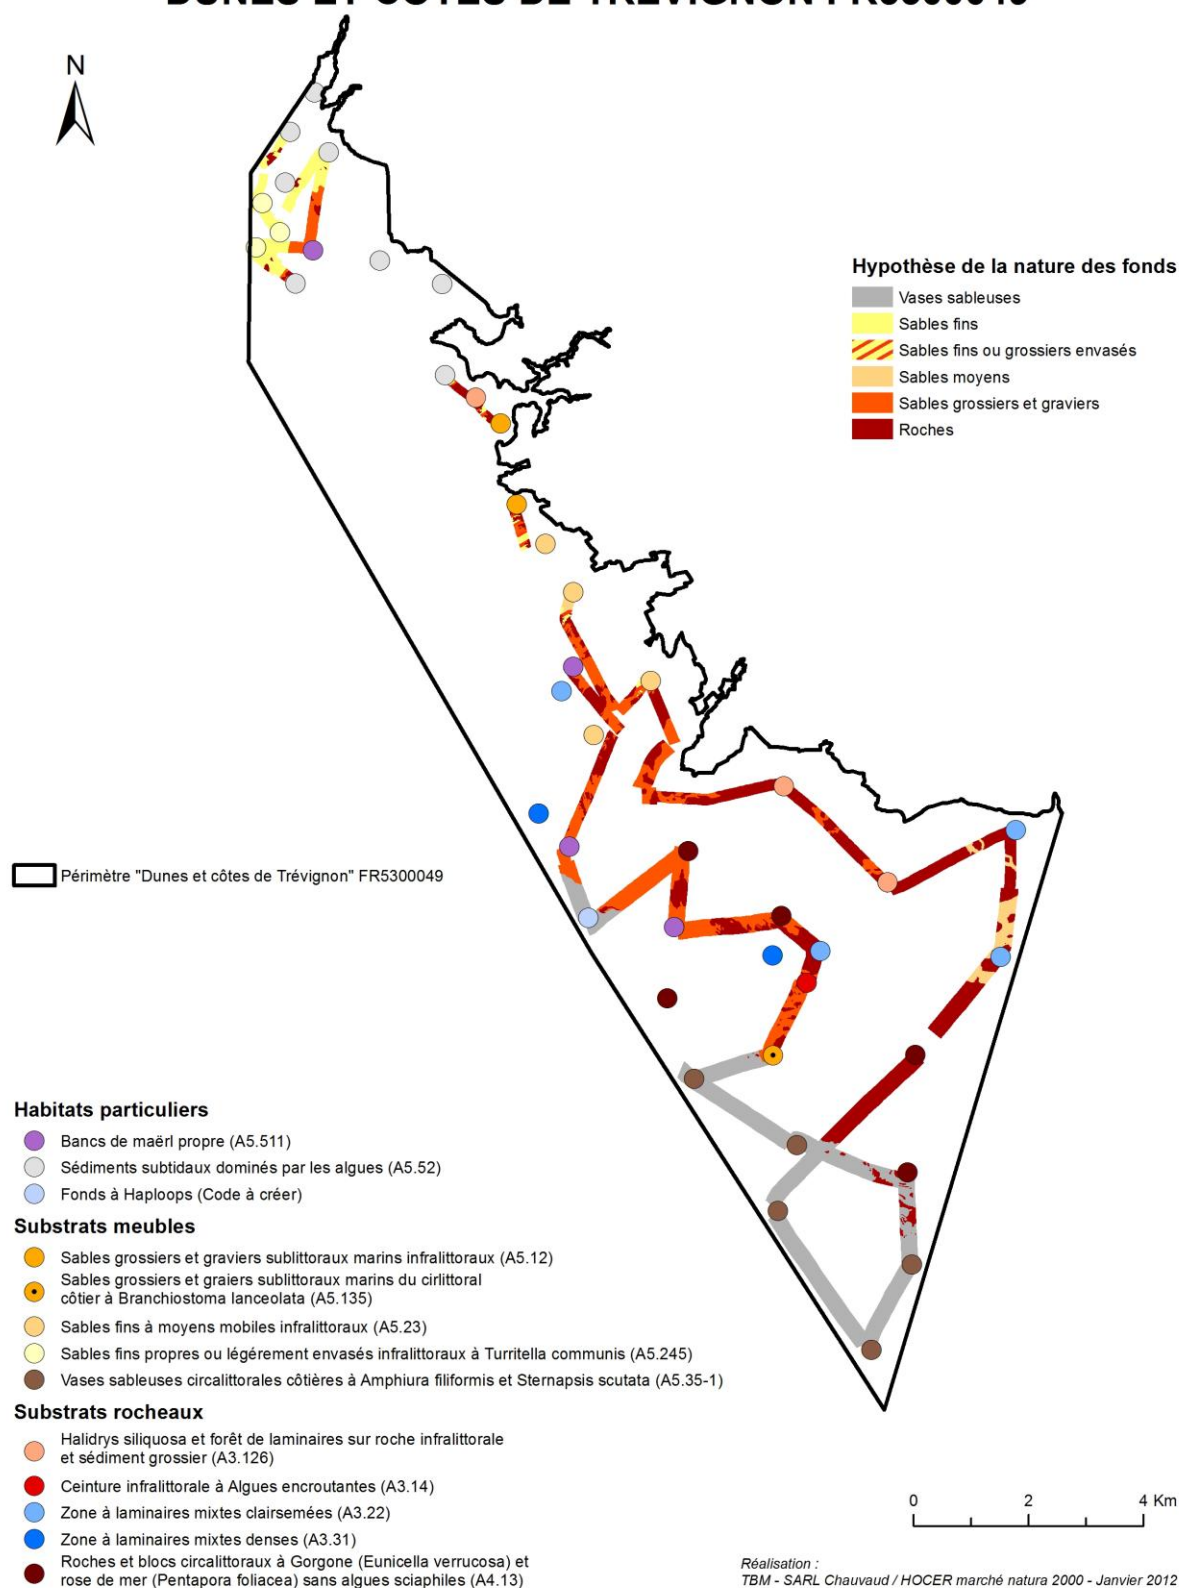 N
Hypothèse de la nature des fonds
Vases sableuses
Sables fins
Sables fins ou grossiers envasés
Sables moyens
Sables grossiers et graviers
Roches
Périmètre "Dunes et côtes de Trévignon" FR5300049
Habitats particuliers
Bancs de maërl propre (A5.511)
Sédiments subtidaux dominés par les algues (A5.52)
Fonds à Haploops (Code à créer)
Substrats meubles
Sables grossiers et graviers sublittoraux marins infralittoraux (A5.12)
Sables grossiers et graiers sublittoraux marins du cirlittoral
côtier à Branchiostoma lanceolata (A5.135)
Sables fins à moyens mobiles infralittoraux (A5.23)
Sables fins propres ou légérement envasés infralittoraux à Turritella communis (A5.245)
Vases sableuses circalittorales côtières à Amphiura filiformis et Sternapsis scutata (A5.35-1)
Substrats rocheaux
Halidrys siliquosa et forêt de laminaires sur roche infralittorale
et sédiment grossier (A3.126)
Ceinture infralittorale à Algues encroutantes (A3.14)
Zone à laminaires mixtes clairsemées (A3.22)
Zone à laminaires mixtes denses (A3.31)
Roches et blocs circalittoraux à Gorgone (Eunicella verrucosa) et
rose de mer (Pentapora foliacea) sans algues sciaphiles (A4.13)
0 2 4 Km
Réalisation :
TBM - SARL Chauvaud / HOCER marché natura 2000 - Janvier 2012